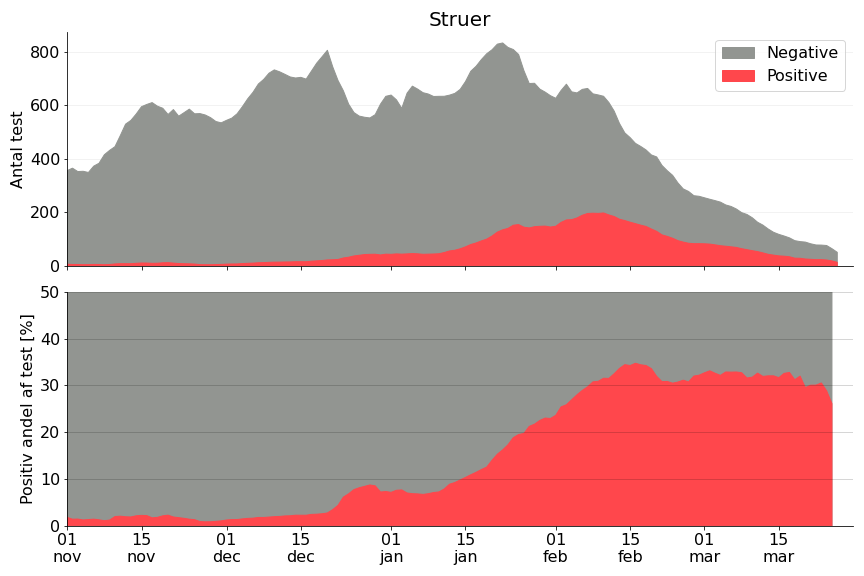 Struer
Antal test
800
600
400
200
0
Negative
Positive
Positiv andel af test [%]
50
40
30
20
10
0
01 15 01 15 01 15 01 15 01 15
nov nov dec dec jan jan feb feb mar mar